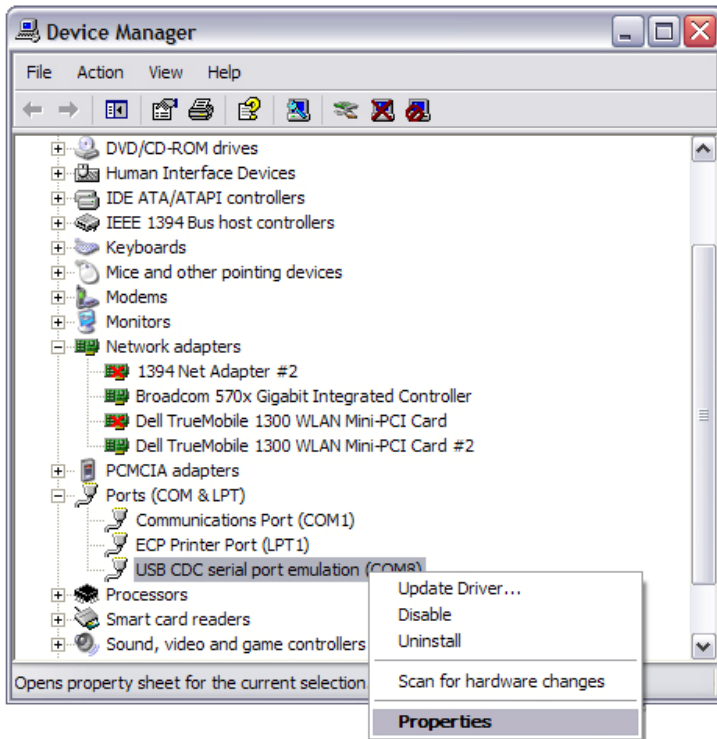 Device Manager
File Action View Help
DVD/CD-ROM drives
Human Interface Devices
IDE ATA/ATAPI controllers
IEEE 1394 Bus host controllers
Keyboards
Mice and other pointing devices
Modems
Monitors
Network adapters
1394 Net Adapter #2
Broadcom 570x Gigabit Integrated Controller
Dell TrueMobile 1300 WLAN Mini-PCI Card
Dell TrueMobile 1300 WLAN Mini-PCI Card #2
PCMCIA adapters
Ports (COM & LPT)
Communications Port (COM1)
ECP Printer Port (LPT1)
USB CDC serial port emulation (COM8)
Processors
Smart card readers
Sound, video and game controllers
Update Driver...
Disable
Uninstall
Scan for hardware changes
Properties
Opens property sheet for the current selection.